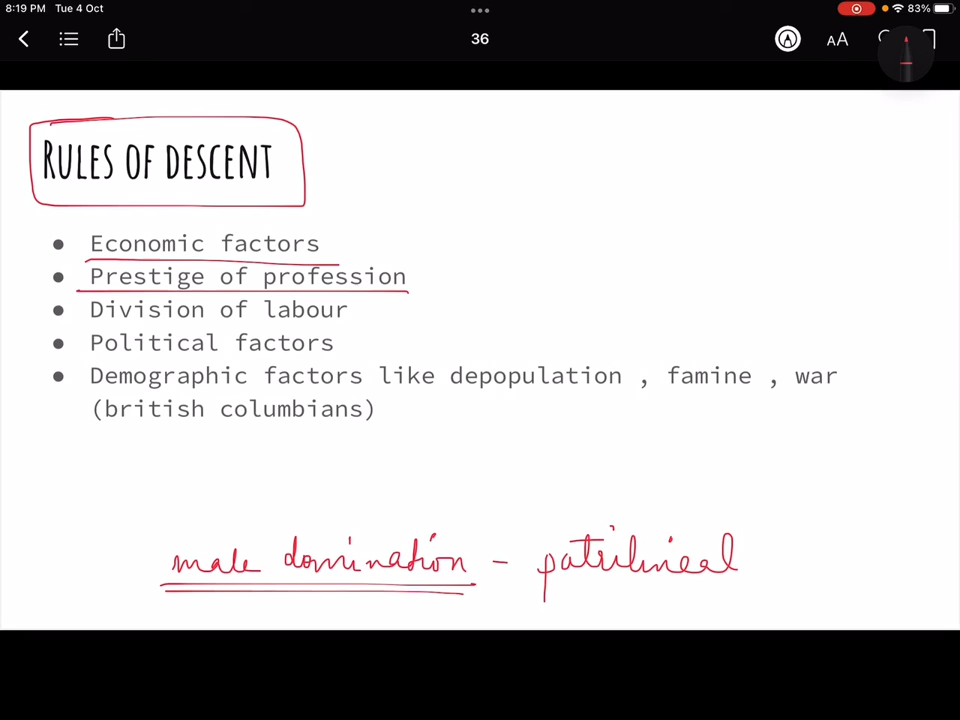 8:19 PM Tue 4 Oct
83%
36
AA
RULES OF DESCENT
● Economic factors
● Prestige of profession
● Division of labour
● Political factors
● Demographic factors like depopulation , famine , war
(british columbians)
male domination - patrilineal